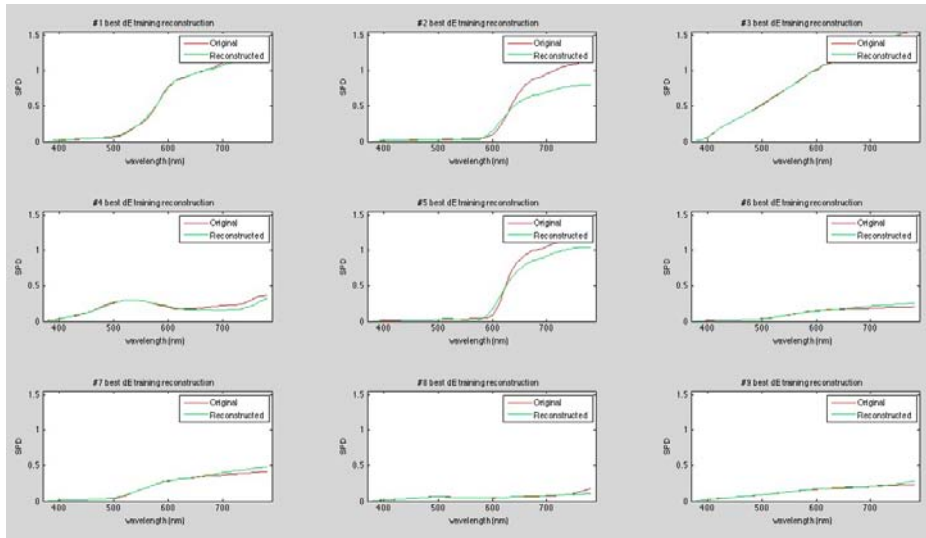 #1 best dE training reconstruction
1.5
1
0.5
0
SPD
Original
Reconstructed
400 500 600 700
wavelength(nm)
#2 best dE training reconstruction
1.5
1
0.5
0
SPD
Original
Reconstructed
400 500 600 700
wavelength(nm)
#3 best dE training reconstruction
1.5
1
0.5
0
SPD
Original
Reconstructed
400 500 600 700
wavelength(nm)
#4 best dE training reconstruction
1.5
1
0.5
0
SPD
Original
Reconstructed
400 500 600 700
wavelength(nm)
#5 best dE training reconstruction
1.5
1
0.5
0
SPD
Original
Reconstructed
400 500 600 700
wavelength(nm)
#6 best dE training reconstruction
1.5
1
0.5
0
SPD
Original
Reconstructed
400 500 600 700
wavelength(nm)
#7 best dE training reconstruction
1.5
1
0.5
0
SPD
Original
Reconstructed
400 500 600 700
wavelength(nm)
#8 best dE training reconstruction
1.5
1
0.5
0
SPD
Original
Reconstructed
400 500 600 700
wavelength(nm)
#9 best dE training reconstruction
1.5
1
0.5
0
SPD
Original
Reconstructed
400 500 600 700
wavelength(nm)